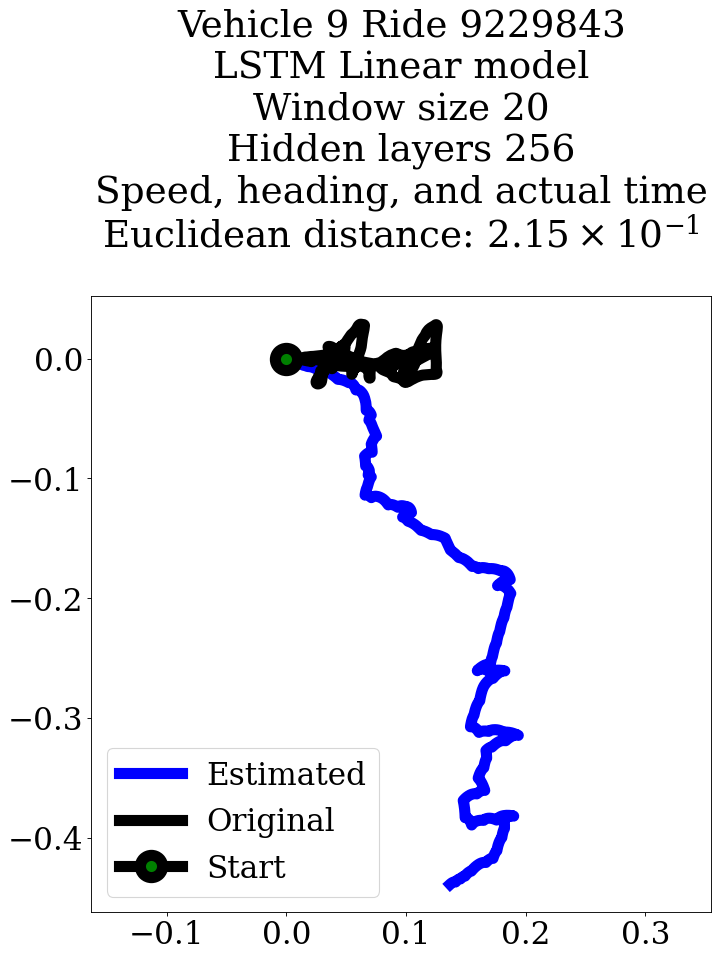 Vehicle 9 Ride 9229843
LSTM Linear model
Window size 20
Hidden layers 256
Speed, heading, and actual time
Euclidean distance: 2.15 × 10⁻¹
0.0
−0.1
−0.2
−0.3
−0.4
Estimated
Original
Start
−0.1 0.0 0.1 0.2 0.3